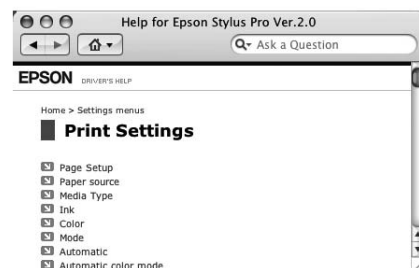 Help for Epson Stylus Pro Ver.2.0
Ask a Question
EPSON DRIVER'S HELP
Home > Settings menus
Print Settings
Page Setup
Paper source
Media Type
Ink
Color
Mode
Automatic
Automatic color mode